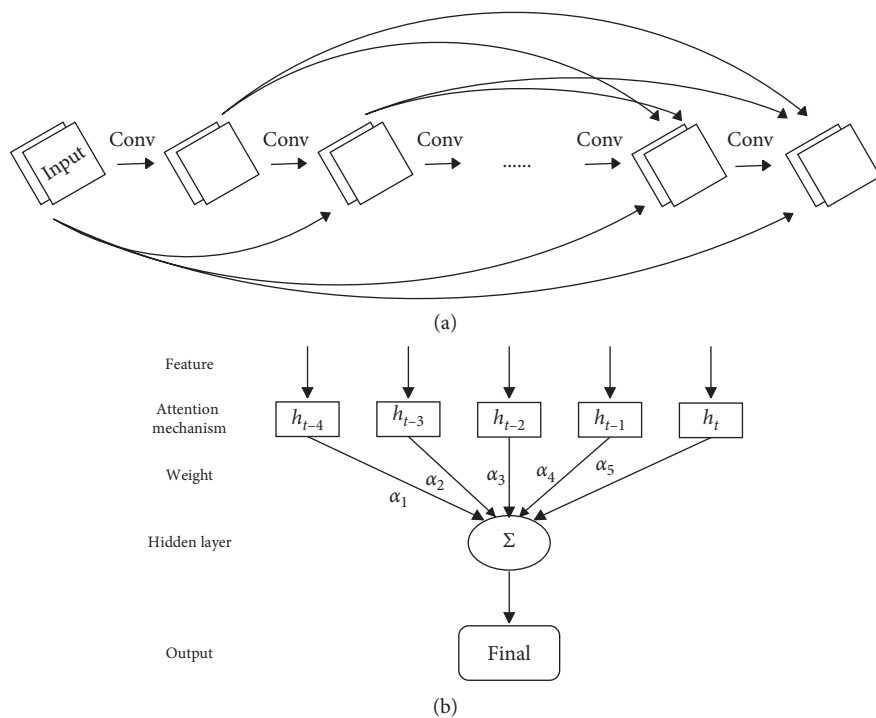 Conv Conv Conv Conv Conv
Input ......
(a)
Feature
Attention
mechanism
h_{t–4} h_{t–3} h_{t–2} h_{t–1} h_t
Weight
α_1 α_2 α_3 α_4 α_5
Hidden layer
Σ
Output
Final
(b)